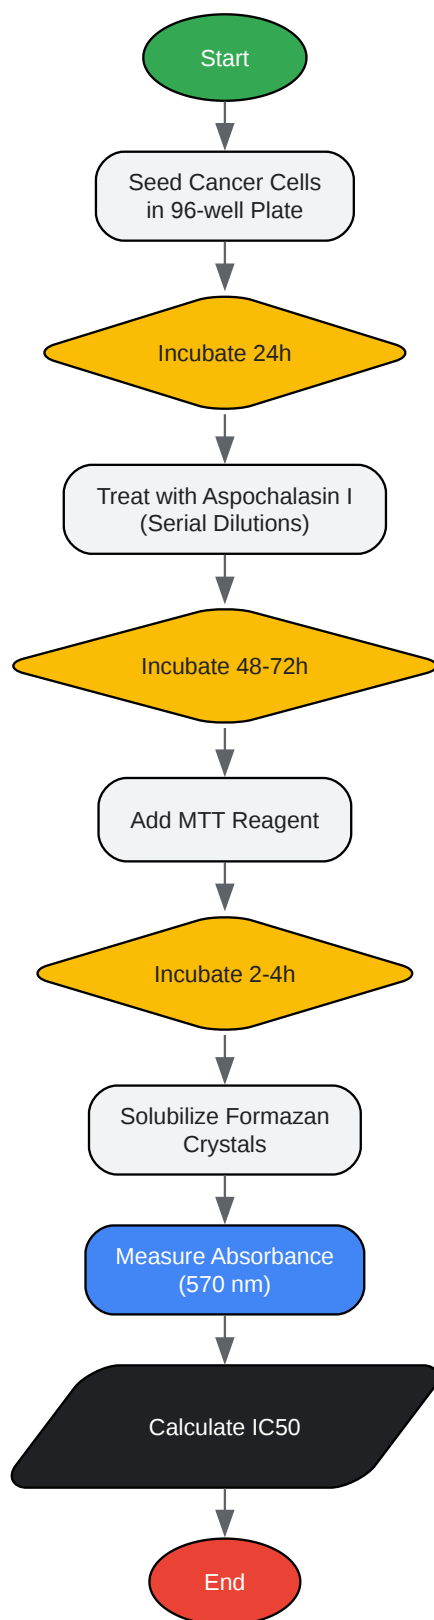 Start
Seed Cancer Cells
in 96-well Plate
Incubate 24h
Treat with Aspochalasin I
(Serial Dilutions)
Incubate 48-72h
Add MTT Reagent
Incubate 2-4h
Solubilize Formazan
Crystals
Measure Absorbance
(570 nm)
Calculate IC50
End